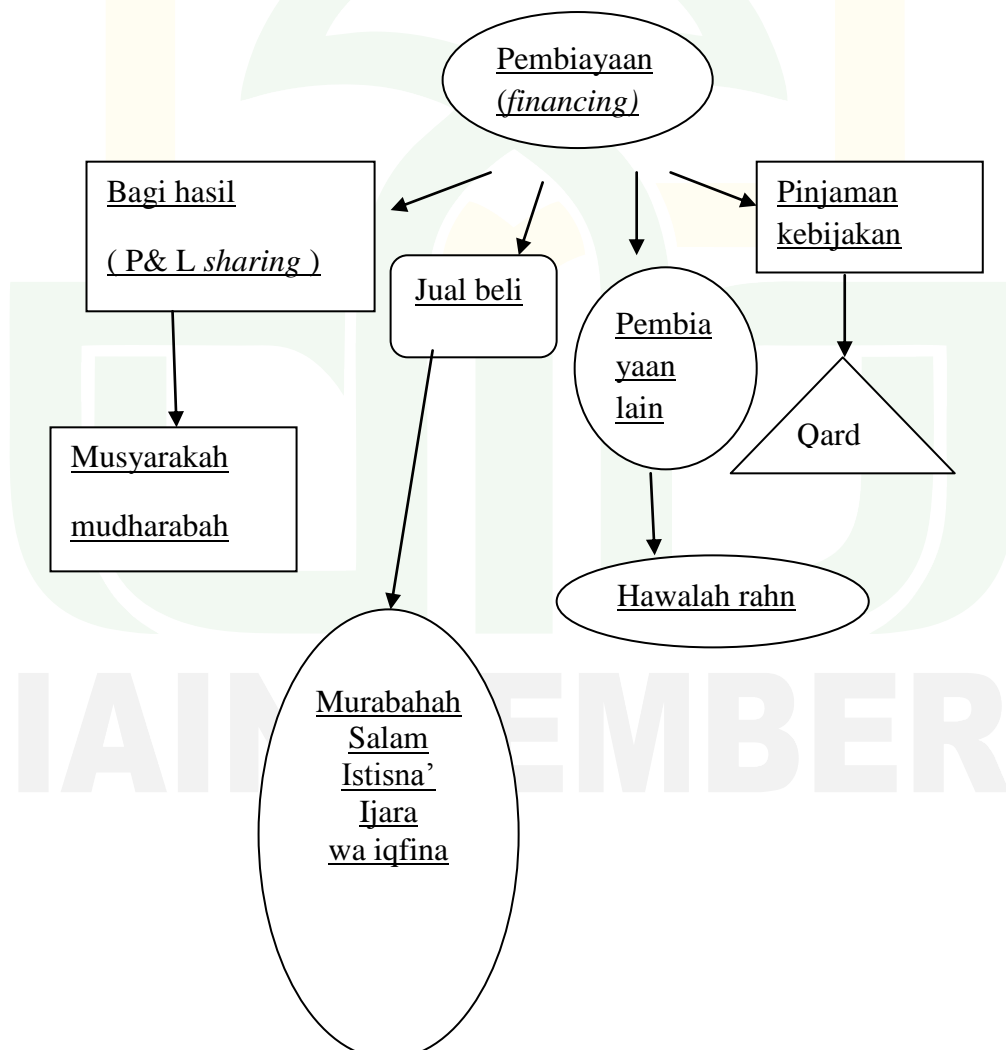 Pembiayaan
(financing)
Bagi hasil
( P& L sharing )
Jual beli
Pembia
yaan
lain
Pinjaman
kebijakan
Musyarakah
mudharabah
Qard
Hawalah rahn
Murabahah
Salam
Istisna’
Ijara
wa iqfina
IAIN JEMBER